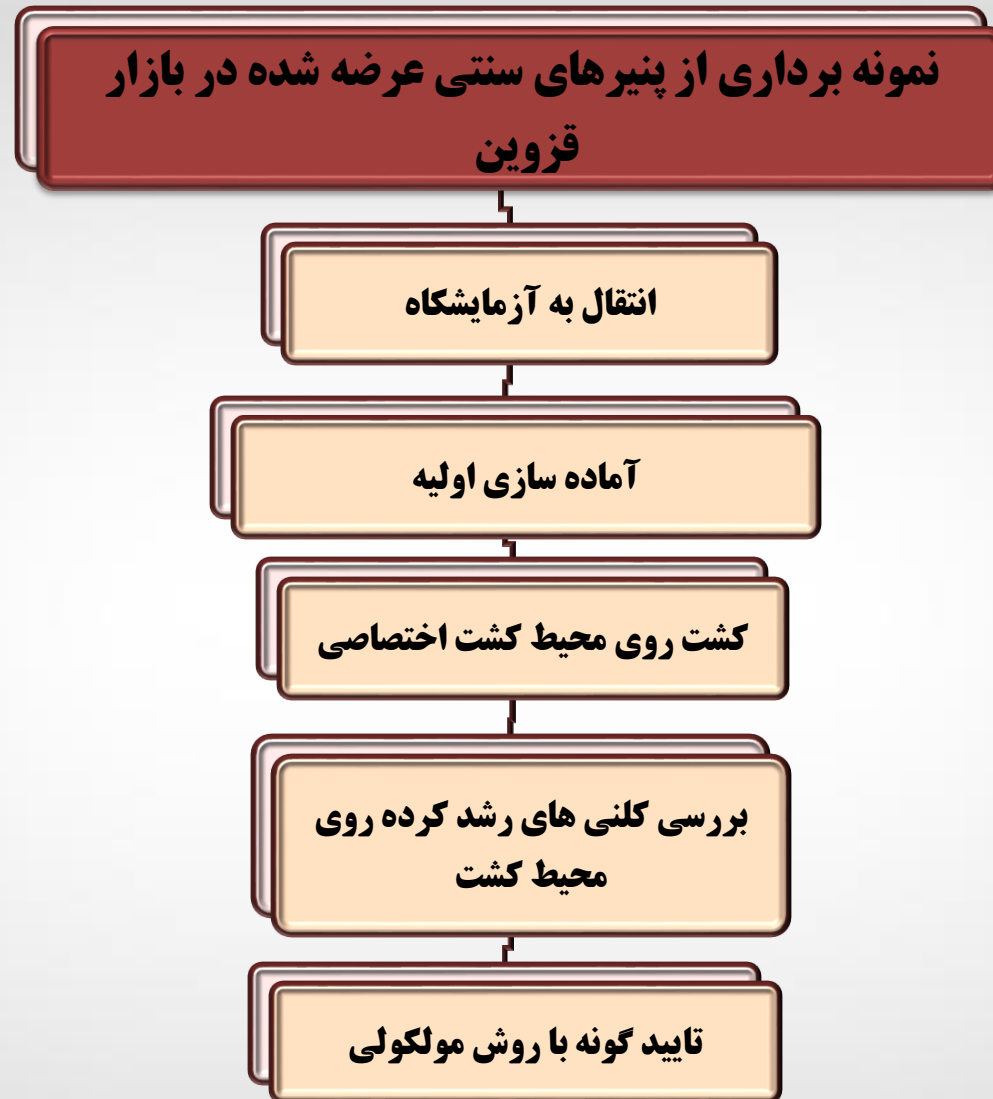 نمونه برداری از پنیرهای سنتی عرضه شده در بازار
قزوین
انتقال به آزمایشگاه
آماده سازی اولیه
کشت روی محیط کشت اختصاصی
بررسی کلنی های رشد کرده روی
محیط کشت
تایید گونه با روش مولکولی